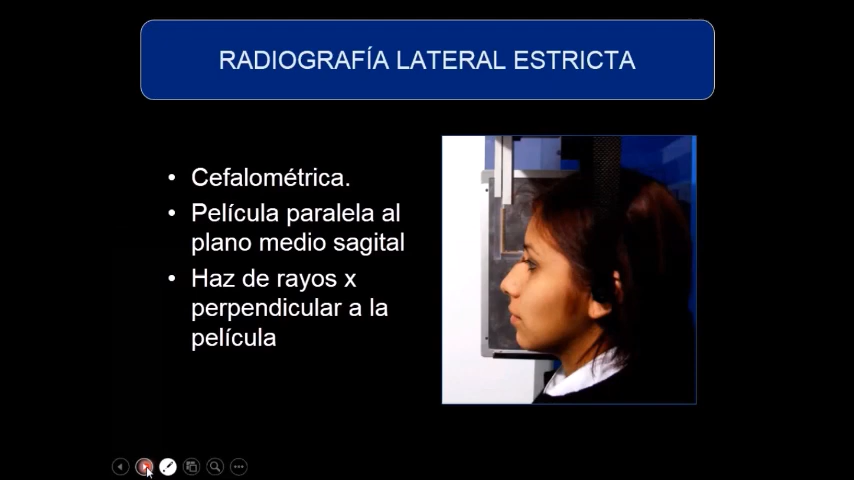 RADIOGRAFÍA LATERAL ESTRICTA
• Cefalométrica.
• Película paralela al
plano medio sagital
• Haz de rayos x
perpendicular a la
película